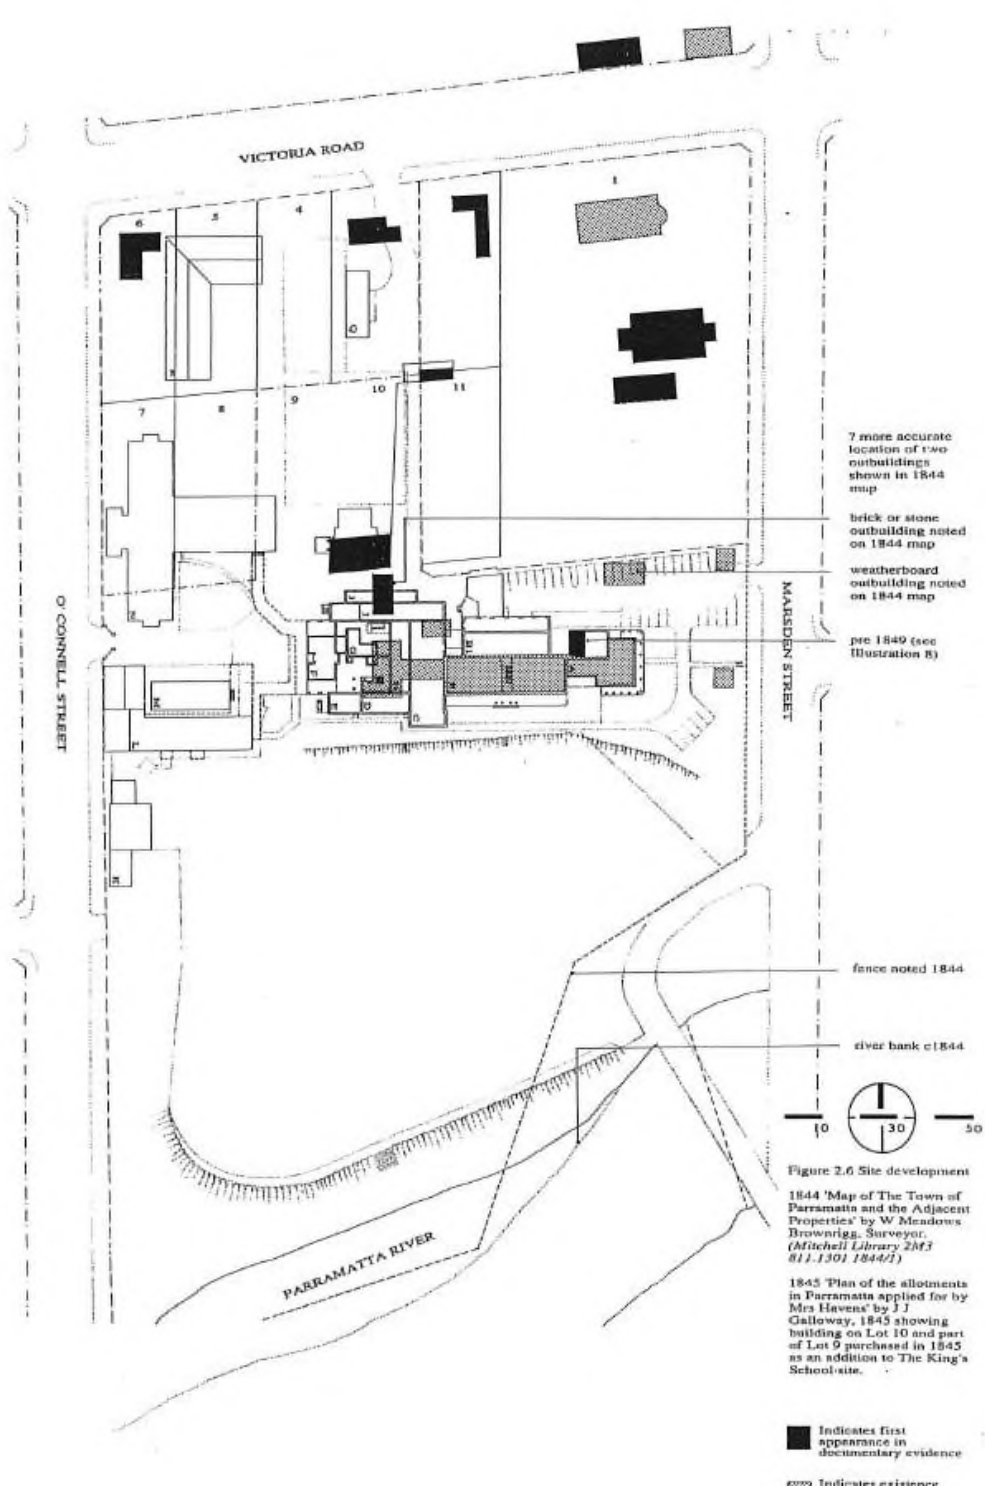 VICTORIA ROAD
1
6
5
4
7
8
9
10
11
? more accurate
location of two
outbuildings
shown in 1844
map
brick or stone
outbuilding noted
on 1844 map
weatherboard
outbuilding noted
on 1844 map
pre 1849 (see
Illustration 8)
O'CONNELL STREET
MARSDEN STREET
fence noted 1844
river bank c1844
PARRAMATTA RIVER
10 30 50
Figure 2.6 Site development
1844 'Map of The Town of
Parramatta and the Adjacent
Properties' by W Meadows
Brownrigg, Surveyor.
(Mitchell Library ZM3
811.1301 1844/1)
1845 'Plan of the allotments
in Parramatta applied for by
Mrs Havens' by J J
Galloway, 1845 showing
building on Lot 10 and part
of Lot 9 purchased in 1845
as an addition to The King's
School site.
Indicates first
appearance in
documentary evidence
Indicates existence